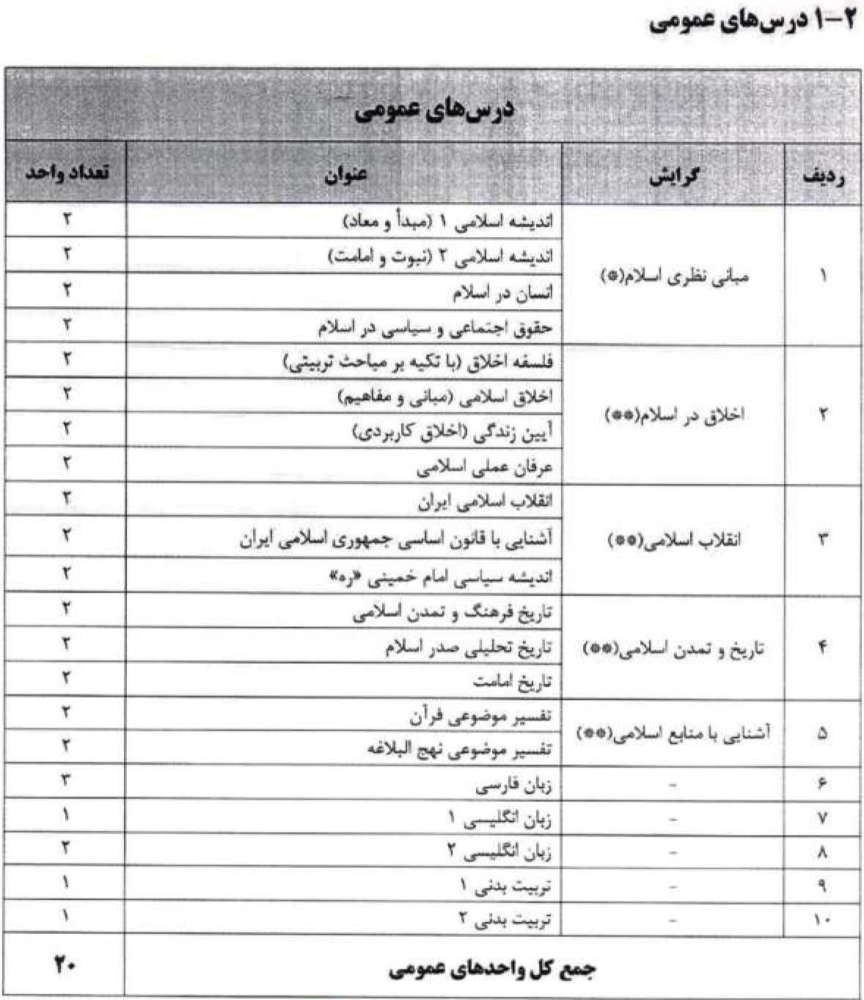 ۲–۱ درس‌های عمومی
درس‌های عمومی
ردیف گرایش عنوان تعداد واحد
۱ مبانی نظری اسلام(*) اندیشه اسلامی ۱ (مبدأ و معاد) ۲
اندیشه اسلامی ۲ (نبوت و امامت) ۲
انسان در اسلام ۲
حقوق اجتماعی و سیاسی در اسلام ۲
۲ اخلاق در اسلام(**) فلسفه اخلاق (با تکیه بر مباحث تربیتی) ۲
اخلاق اسلامی (مبانی و مفاهیم) ۲
آیین زندگی (اخلاق کاربردی) ۲
عرفان عملی اسلامی ۲
۳ انقلاب اسلامی(**) انقلاب اسلامی ایران ۲
آشنایی با قانون اساسی جمهوری اسلامی ایران ۲
اندیشه سیاسی امام خمینی «ره» ۲
۴ تاریخ و تمدن اسلامی(**) تاریخ فرهنگ و تمدن اسلامی ۲
تاریخ تحلیلی صدر اسلام ۲
تاریخ امامت ۲
۵ آشنایی با منابع اسلامی(**) تفسیر موضوعی قرآن ۲
تفسیر موضوعی نهج البلاغه ۲
۶ - زبان فارسی ۳
۷ - زبان انگلیسی ۱ ۱
۸ - زبان انگلیسی ۲ ۲
۹ - تربیت بدنی ۱ ۱
۱۰ - تربیت بدنی ۲ ۱
جمع کل واحدهای عمومی ۲۰